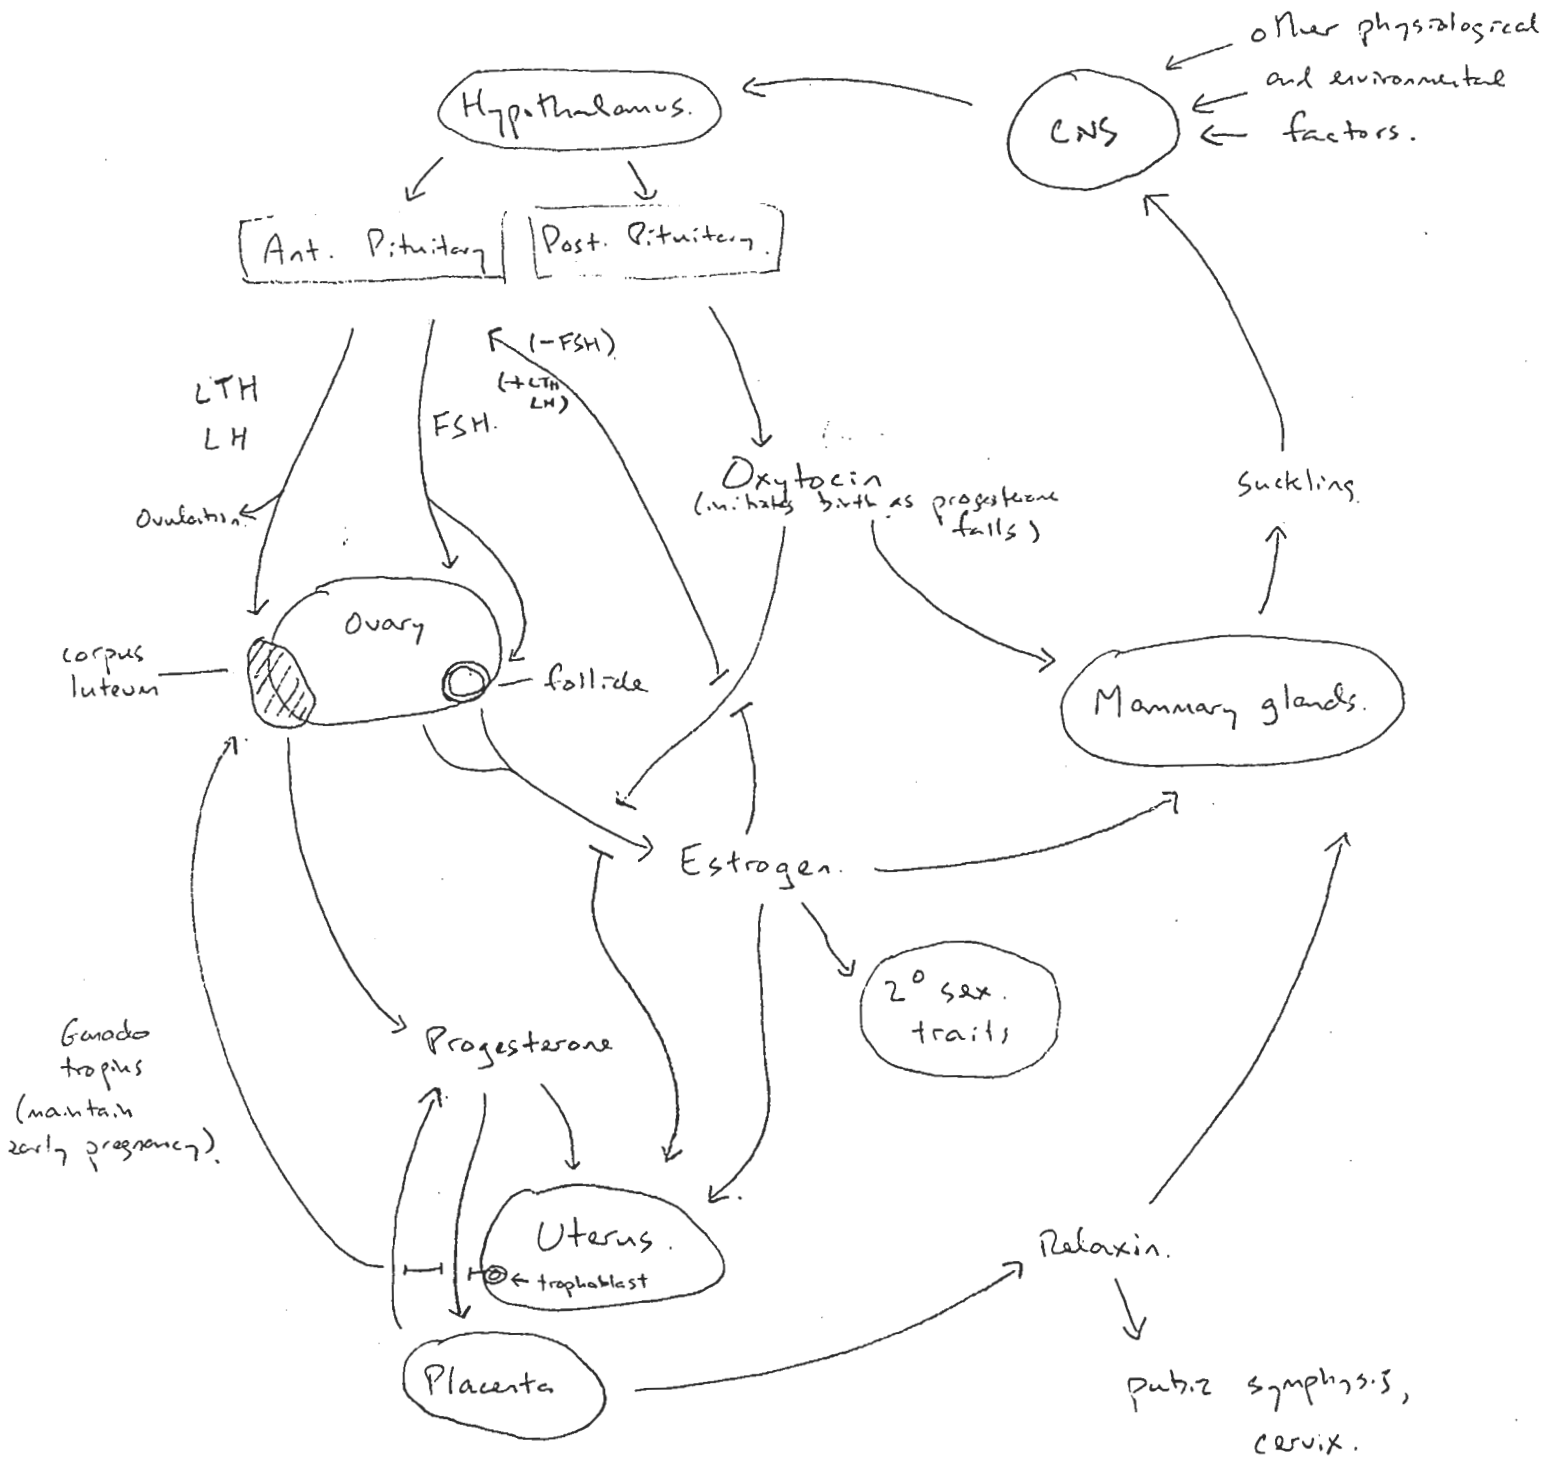 other physiological
and environmental
factors.
Hypothalamus.
CNS
Ant. Pituitary
Post. Pituitary.
(-FSH)
(+LTH
LH)
LTH
LH
FSH.
Oxytocin
(initiates birth as progesterone
falls)
Suckling.
Ovulation.
Ovary
corpus
luteum
follicle
Mammary glands.
Estrogen.
2° sex.
traits
Progesterone
Gonado
tropins
(maintain
early pregnancy).
Uterus.
trophoblast
Relaxin.
Placenta
pubic symphysis,
cervix.